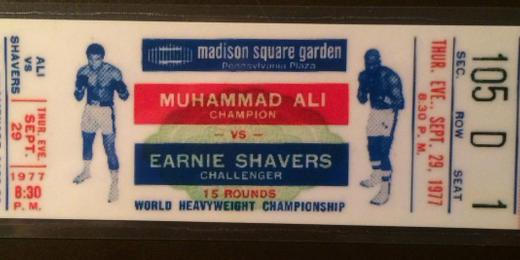 ALI
VS
SHAVERS
THUR. EVE.
SEPT.
29
1977
8:30
P. M.
madison square garden
Pennsylvania Plaza
MUHAMMAD ALI
CHAMPION
– VS –
EARNIE SHAVERS
CHALLENGER
15 ROUNDS
WORLD HEAVYWEIGHT CHAMPIONSHIP
THUR. EVE., SEPT. 29, 1977
8:30 P. M.
SEC. ROW SEAT
105 D 1